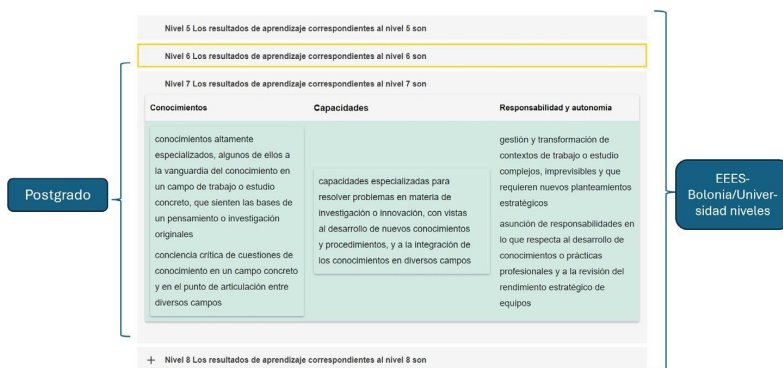 Nivel 5 Los resultados de aprendizaje correspondientes al nivel 5 son
Nivel 6 Los resultados de aprendizaje correspondientes al nivel 6 son
Nivel 7 Los resultados de aprendizaje correspondientes al nivel 7 son
Conocimientos
conocimientos altamente
especializados, algunos de ellos a
la vanguardia del conocimiento en
un campo de trabajo o estudio
concreto, que sienten las bases de
un pensamiento o investigación
originales
conciencia crítica de cuestiones de
conocimiento en un campo concreto
y en el punto de articulación entre
diversos campos
Capacidades
capacidades especializadas para
resolver problemas en materia de
investigación o innovación, con vistas
al desarrollo de nuevos conocimientos
y procedimientos, y a la integración de
los conocimientos en diversos campos
Responsabilidad y autonomía
gestión y transformación de
contextos de trabajo o estudio
complejos, imprevisibles y que
requieren nuevos planteamientos
estratégicos
asunción de responsabilidades en
lo que respecta al desarrollo de
conocimientos o prácticas
profesionales y a la revisión del
rendimiento estratégico de
equipos
+ Nivel 8 Los resultados de aprendizaje correspondientes al nivel 8 son
Postgrado
EEES-
Bolonia/Univer-
sidad niveles